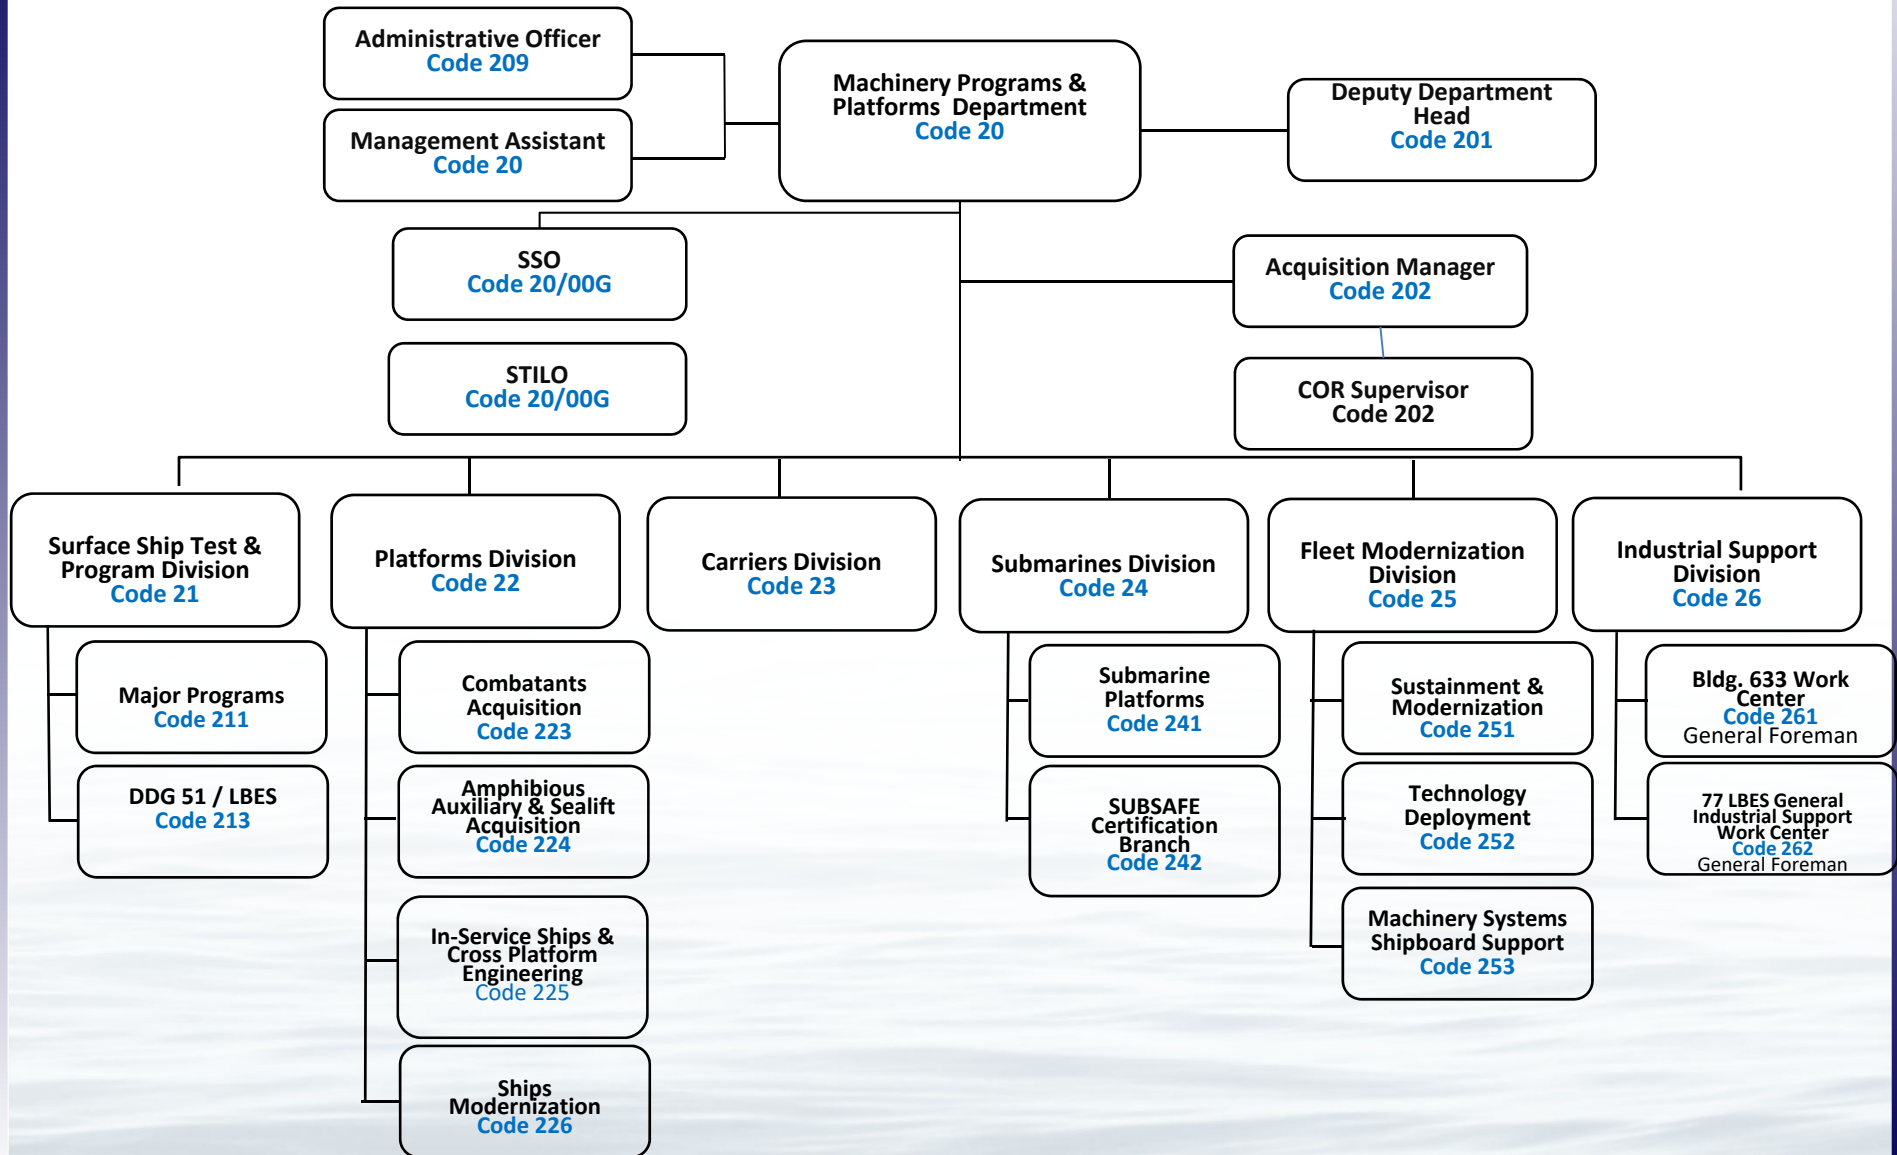 Administrative Officer
Code 209
Management Assistant
Code 20
Machinery Programs &
Platforms Department
Code 20
Deputy Department
Head
Code 201
SSO
Code 20/00G
STILO
Code 20/00G
Acquisition Manager
Code 202
COR Supervisor
Code 202
Surface Ship Test &
Program Division
Code 21
Platforms Division
Code 22
Carriers Division
Code 23
Submarines Division
Code 24
Fleet Modernization
Division
Code 25
Industrial Support
Division
Code 26
Major Programs
Code 211
DDG 51 / LBES
Code 213
Combatants
Acquisition
Code 223
Amphibious
Auxiliary & Sealift
Acquisition
Code 224
In-Service Ships &
Cross Platform
Engineering
Code 225
Ships
Modernization
Code 226
Submarine
Platforms
Code 241
SUBSAFE
Certification
Branch
Code 242
Sustainment &
Modernization
Code 251
Technology
Deployment
Code 252
Machinery Systems
Shipboard Support
Code 253
Bldg. 633 Work
Center
Code 261
General Foreman
77 LBES General
Industrial Support
Work Center
Code 262
General Foreman